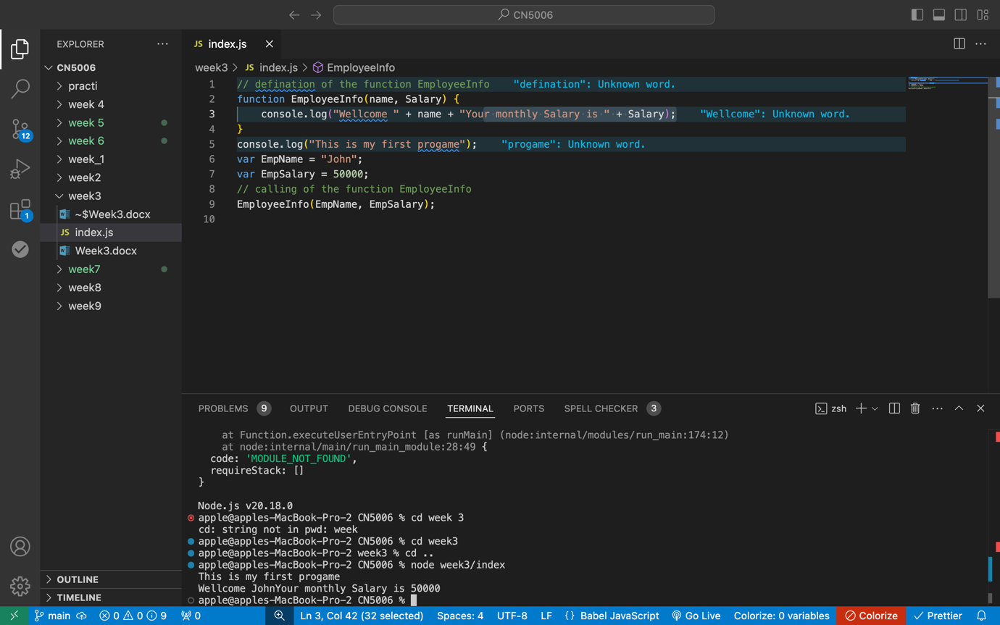 CN5006
EXPLORER
JS index.js
week3 > JS index.js > EmployeeInfo
CN5006
practi
week 4
week 5
week 6
week_1
week2
week3
~$Week3.docx
JS index.js
Week3.docx
week7
week8
week9
OUTLINE
TIMELINE
12
1
1 // defination of the function EmployeeInfo "defination": Unknown word.
2 function EmployeeInfo(name, Salary) {
3 console.log("Wellcome " + name + "Your·monthly·Salary·is·"·+·Salary); "Wellcome": Unknown word.
4 }
5 console.log("This is my first progame"); "progame": Unknown word.
6 var EmpName = "John";
7 var EmpSalary = 50000;
8 // calling of the function EmployeeInfo
9 EmployeeInfo(EmpName, EmpSalary);
10
PROBLEMS 9 OUTPUT DEBUG CONSOLE TERMINAL PORTS SPELL CHECKER 3 zsh
at Function.executeUserEntryPoint [as runMain] (node:internal/modules/run_main:174:12)
at node:internal/main/run_main_module:28:49 {
code: 'MODULE_NOT_FOUND',
requireStack: []
}
Node.js v20.18.0
apple@apples-MacBook-Pro-2 CN5006 % cd week 3
cd: string not in pwd: week
apple@apples-MacBook-Pro-2 CN5006 % cd week3
apple@apples-MacBook-Pro-2 week3 % cd ..
apple@apples-MacBook-Pro-2 CN5006 % node week3/index
This is my first progame
Wellcome JohnYour monthly Salary is 50000
apple@apples-MacBook-Pro-2 CN5006 %
main 0 0 9 0 Ln 3, Col 42 (32 selected) Spaces: 4 UTF-8 LF {} Babel JavaScript Go Live Colorize: 0 variables Colorize Prettier